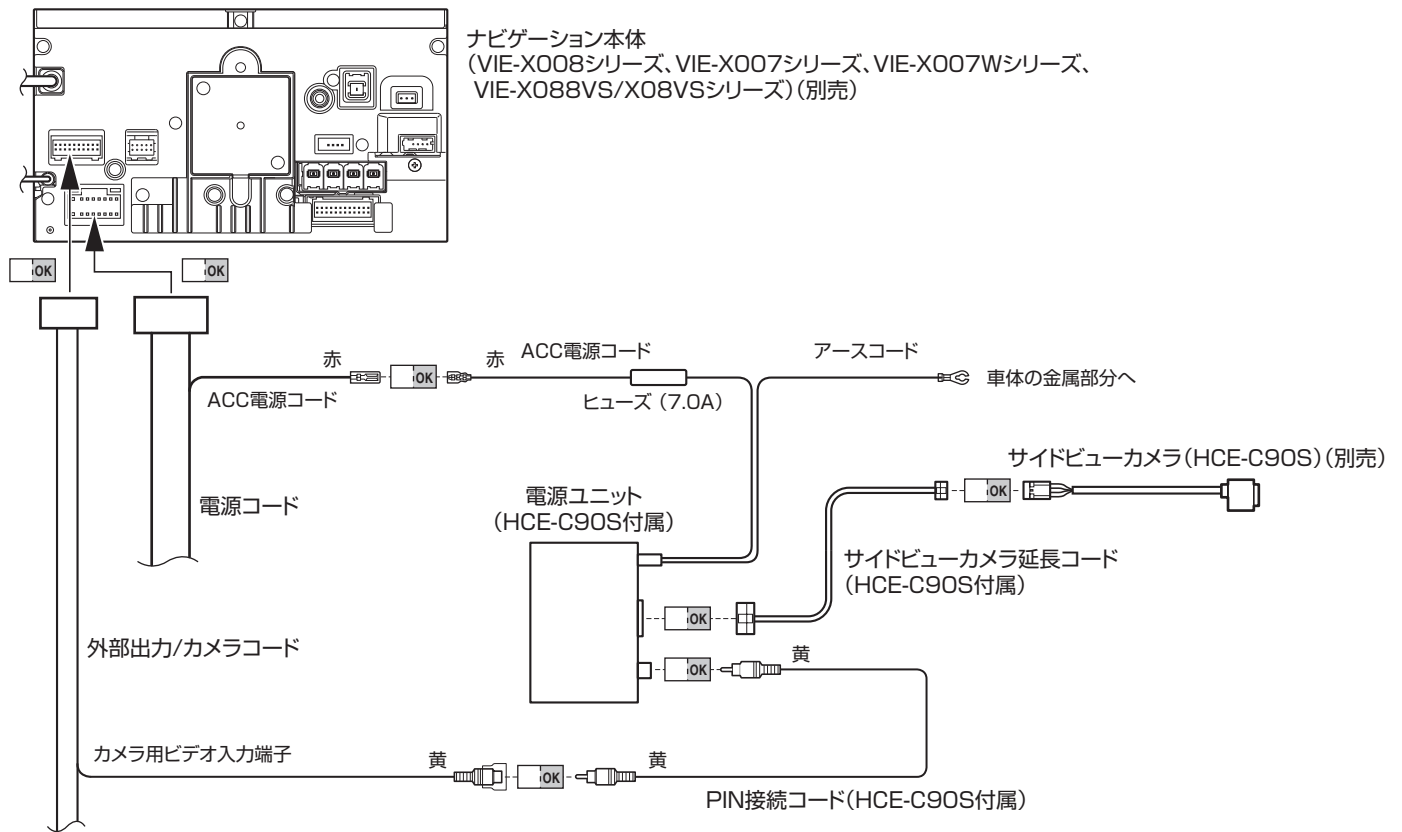 ナビゲーション本体
（VIE-X008シリーズ、VIE-X007シリーズ、VIE-X007Wシリーズ、
VIE-X088VS/X08VSシリーズ）（別売）
OK
OK
赤
OK
赤
ACC電源コード
アースコード
車体の金属部分へ
ACC電源コード
ヒューズ（7.0A）
サイドビューカメラ（HCE-C90S）（別売）
OK
電源コード
電源ユニット
（HCE-C90S付属）
サイドビューカメラ延長コード
（HCE-C90S付属）
OK
外部出力/カメラコード
OK
黄
カメラ用ビデオ入力端子
黄
OK
黄
PIN接続コード（HCE-C90S付属）